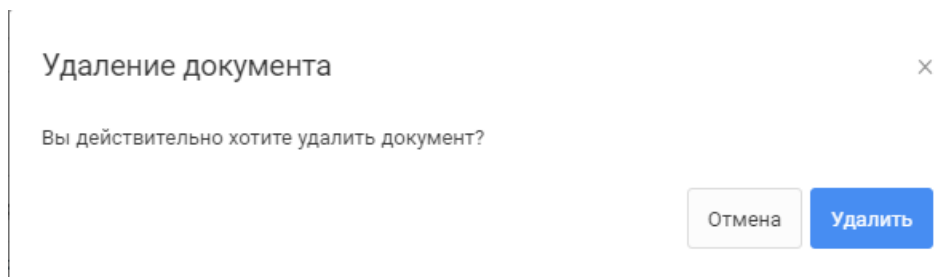 Удаление документа
Вы действительно хотите удалить документ?
Отмена Удалить